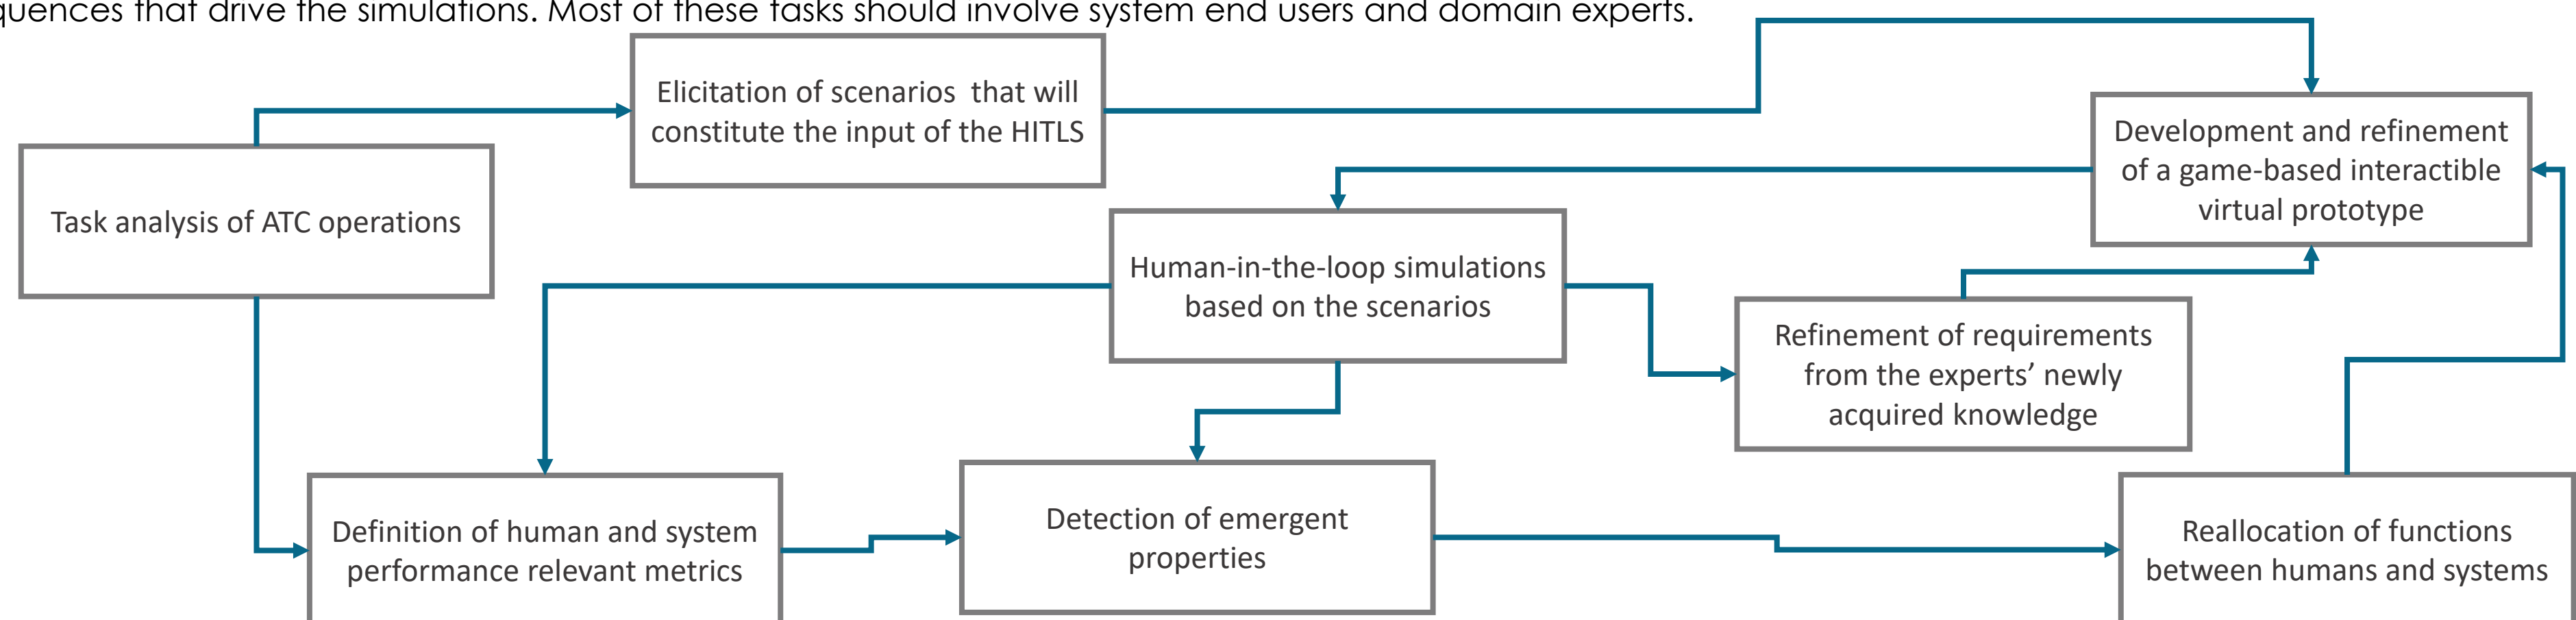 quences that drive the simulations. Most of these tasks should involve system end users and domain experts.
Elicitation of scenarios that will
constitute the input of the HITLS
Development and refinement
of a game-based interactible
virtual prototype
Task analysis of ATC operations
Human-in-the-loop simulations
based on the scenarios
Refinement of requirements
from the experts’ newly
acquired knowledge
Definition of human and system
performance relevant metrics
Detection of emergent
properties
Reallocation of functions
between humans and systems